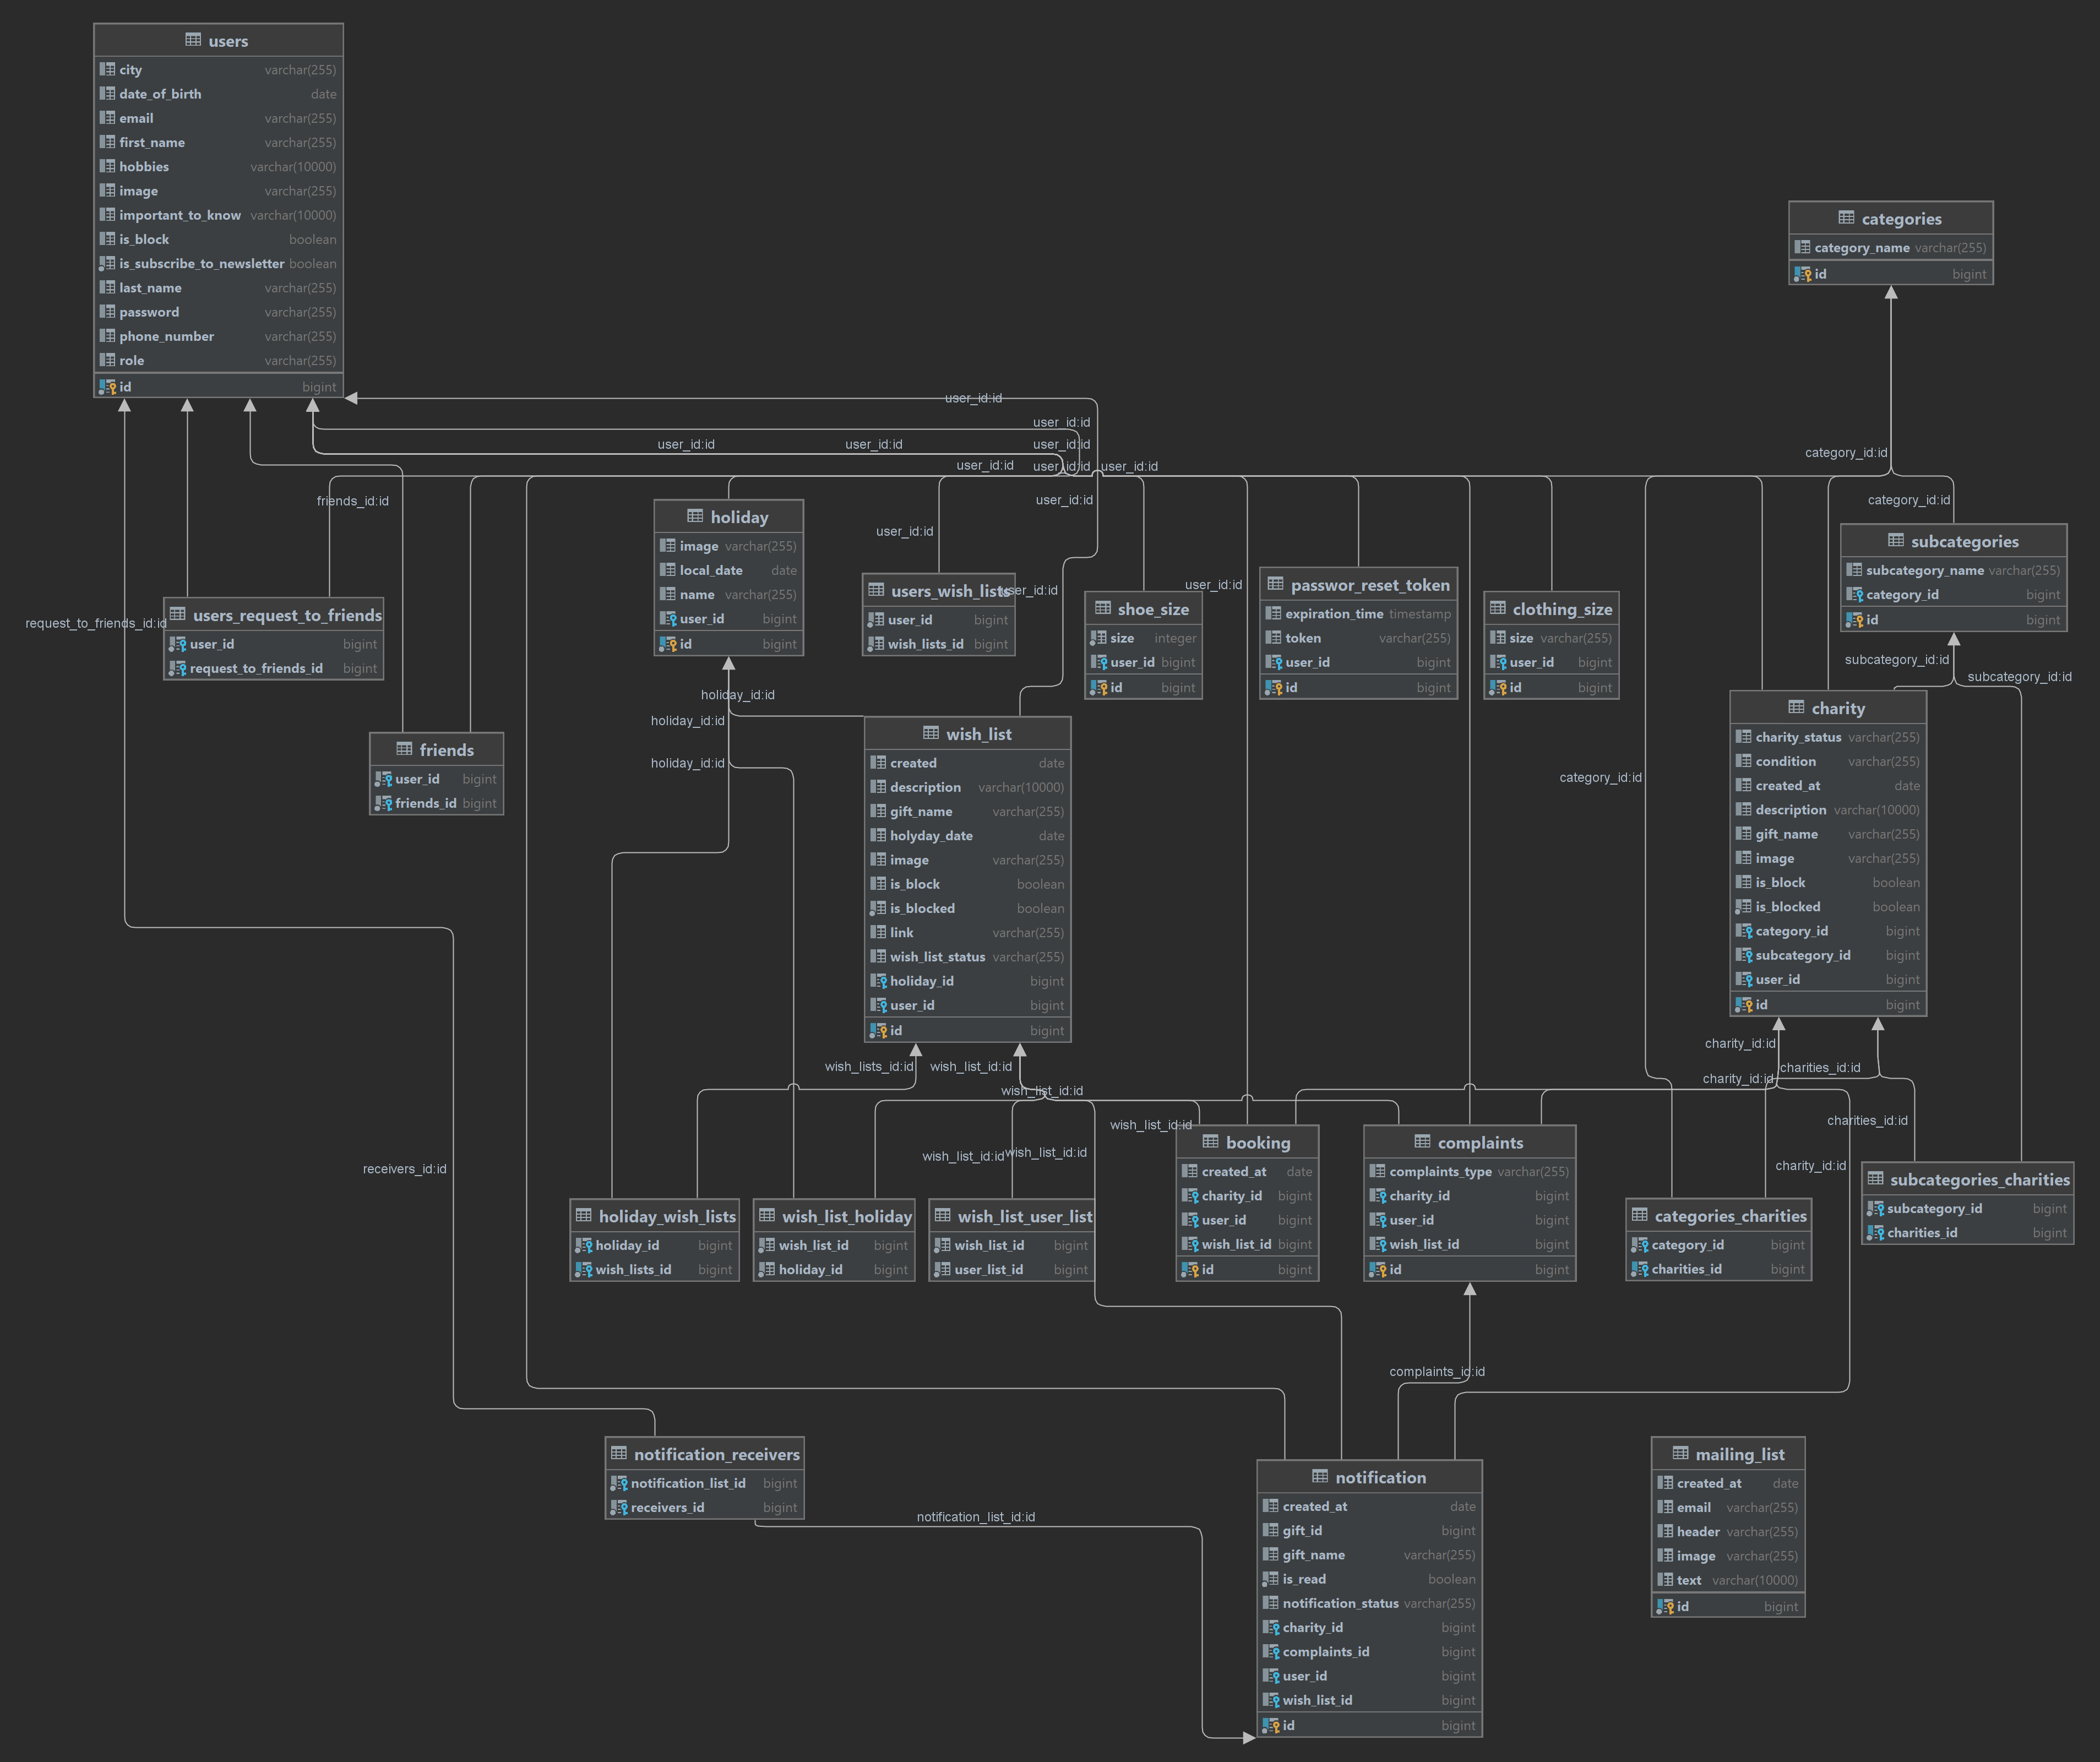 users
city varchar(255)
date_of_birth date
email varchar(255)
first_name varchar(255)
hobbies varchar(10000)
image varchar(255)
important_to_know varchar(10000)
is_block boolean
is_subscribe_to_newsletter boolean
last_name varchar(255)
password varchar(255)
phone_number varchar(255)
role varchar(255)
id bigint
categories
category_name varchar(255)
id bigint
user_id:id
user_id:id
user_id:id user_id:id user_id:id
category_id:id
user_id:id user_id:id user_id:id
friends_id:id
user_id:id
category_id:id
holiday
image varchar(255)
local_date date
name varchar(255)
user_id bigint
id bigint
user_id:id
subcategories
subcategory_name varchar(255)
category_id bigint
id bigint
users_wish_lists
user_id bigint
wish_lists_id bigint
user_id:id
user_id:id
shoe_size
size integer
user_id bigint
id bigint
passwor_reset_token
expiration_time timestamp
token varchar(255)
user_id bigint
id bigint
clothing_size
size varchar(255)
user_id bigint
id bigint
request_to_friends_id:id
users_request_to_friends
user_id bigint
request_to_friends_id bigint
subcategory_id:id
subcategory_id:id
holiday_id:id
holiday_id:id
holiday_id:id
friends
user_id bigint
friends_id bigint
wish_list
created date
description varchar(10000)
gift_name varchar(255)
holyday_date date
image varchar(255)
is_block boolean
is_blocked boolean
link varchar(255)
wish_list_status varchar(255)
holiday_id bigint
user_id bigint
id bigint
category_id:id
charity
charity_status varchar(255)
condition varchar(255)
created_at date
description varchar(10000)
gift_name varchar(255)
image varchar(255)
is_block boolean
is_blocked boolean
category_id bigint
subcategory_id bigint
user_id bigint
id bigint
charity_id:id
wish_lists_id:id wish_list_id:id
charities_id:id
charity_id:id
wish_list_id:id
wish_list_id:id
charities_id:id
wish_list_id:id wish_list_id:id
charity_id:id
receivers_id:id
holiday_wish_lists
holiday_id bigint
wish_lists_id bigint
wish_list_holiday
wish_list_id bigint
holiday_id bigint
wish_list_user_list
wish_list_id bigint
user_list_id bigint
booking
created_at date
charity_id bigint
user_id bigint
wish_list_id bigint
id bigint
complaints
complaints_type varchar(255)
charity_id bigint
user_id bigint
wish_list_id bigint
id bigint
categories_charities
category_id bigint
charities_id bigint
subcategories_charities
subcategory_id bigint
charities_id bigint
complaints_id:id
notification_receivers
notification_list_id bigint
receivers_id bigint
notification_list_id:id
notification
created_at date
gift_id bigint
gift_name varchar(255)
is_read boolean
notification_status varchar(255)
charity_id bigint
complaints_id bigint
user_id bigint
wish_list_id bigint
id bigint
mailing_list
created_at date
email varchar(255)
header varchar(255)
image varchar(255)
text varchar(10000)
id bigint